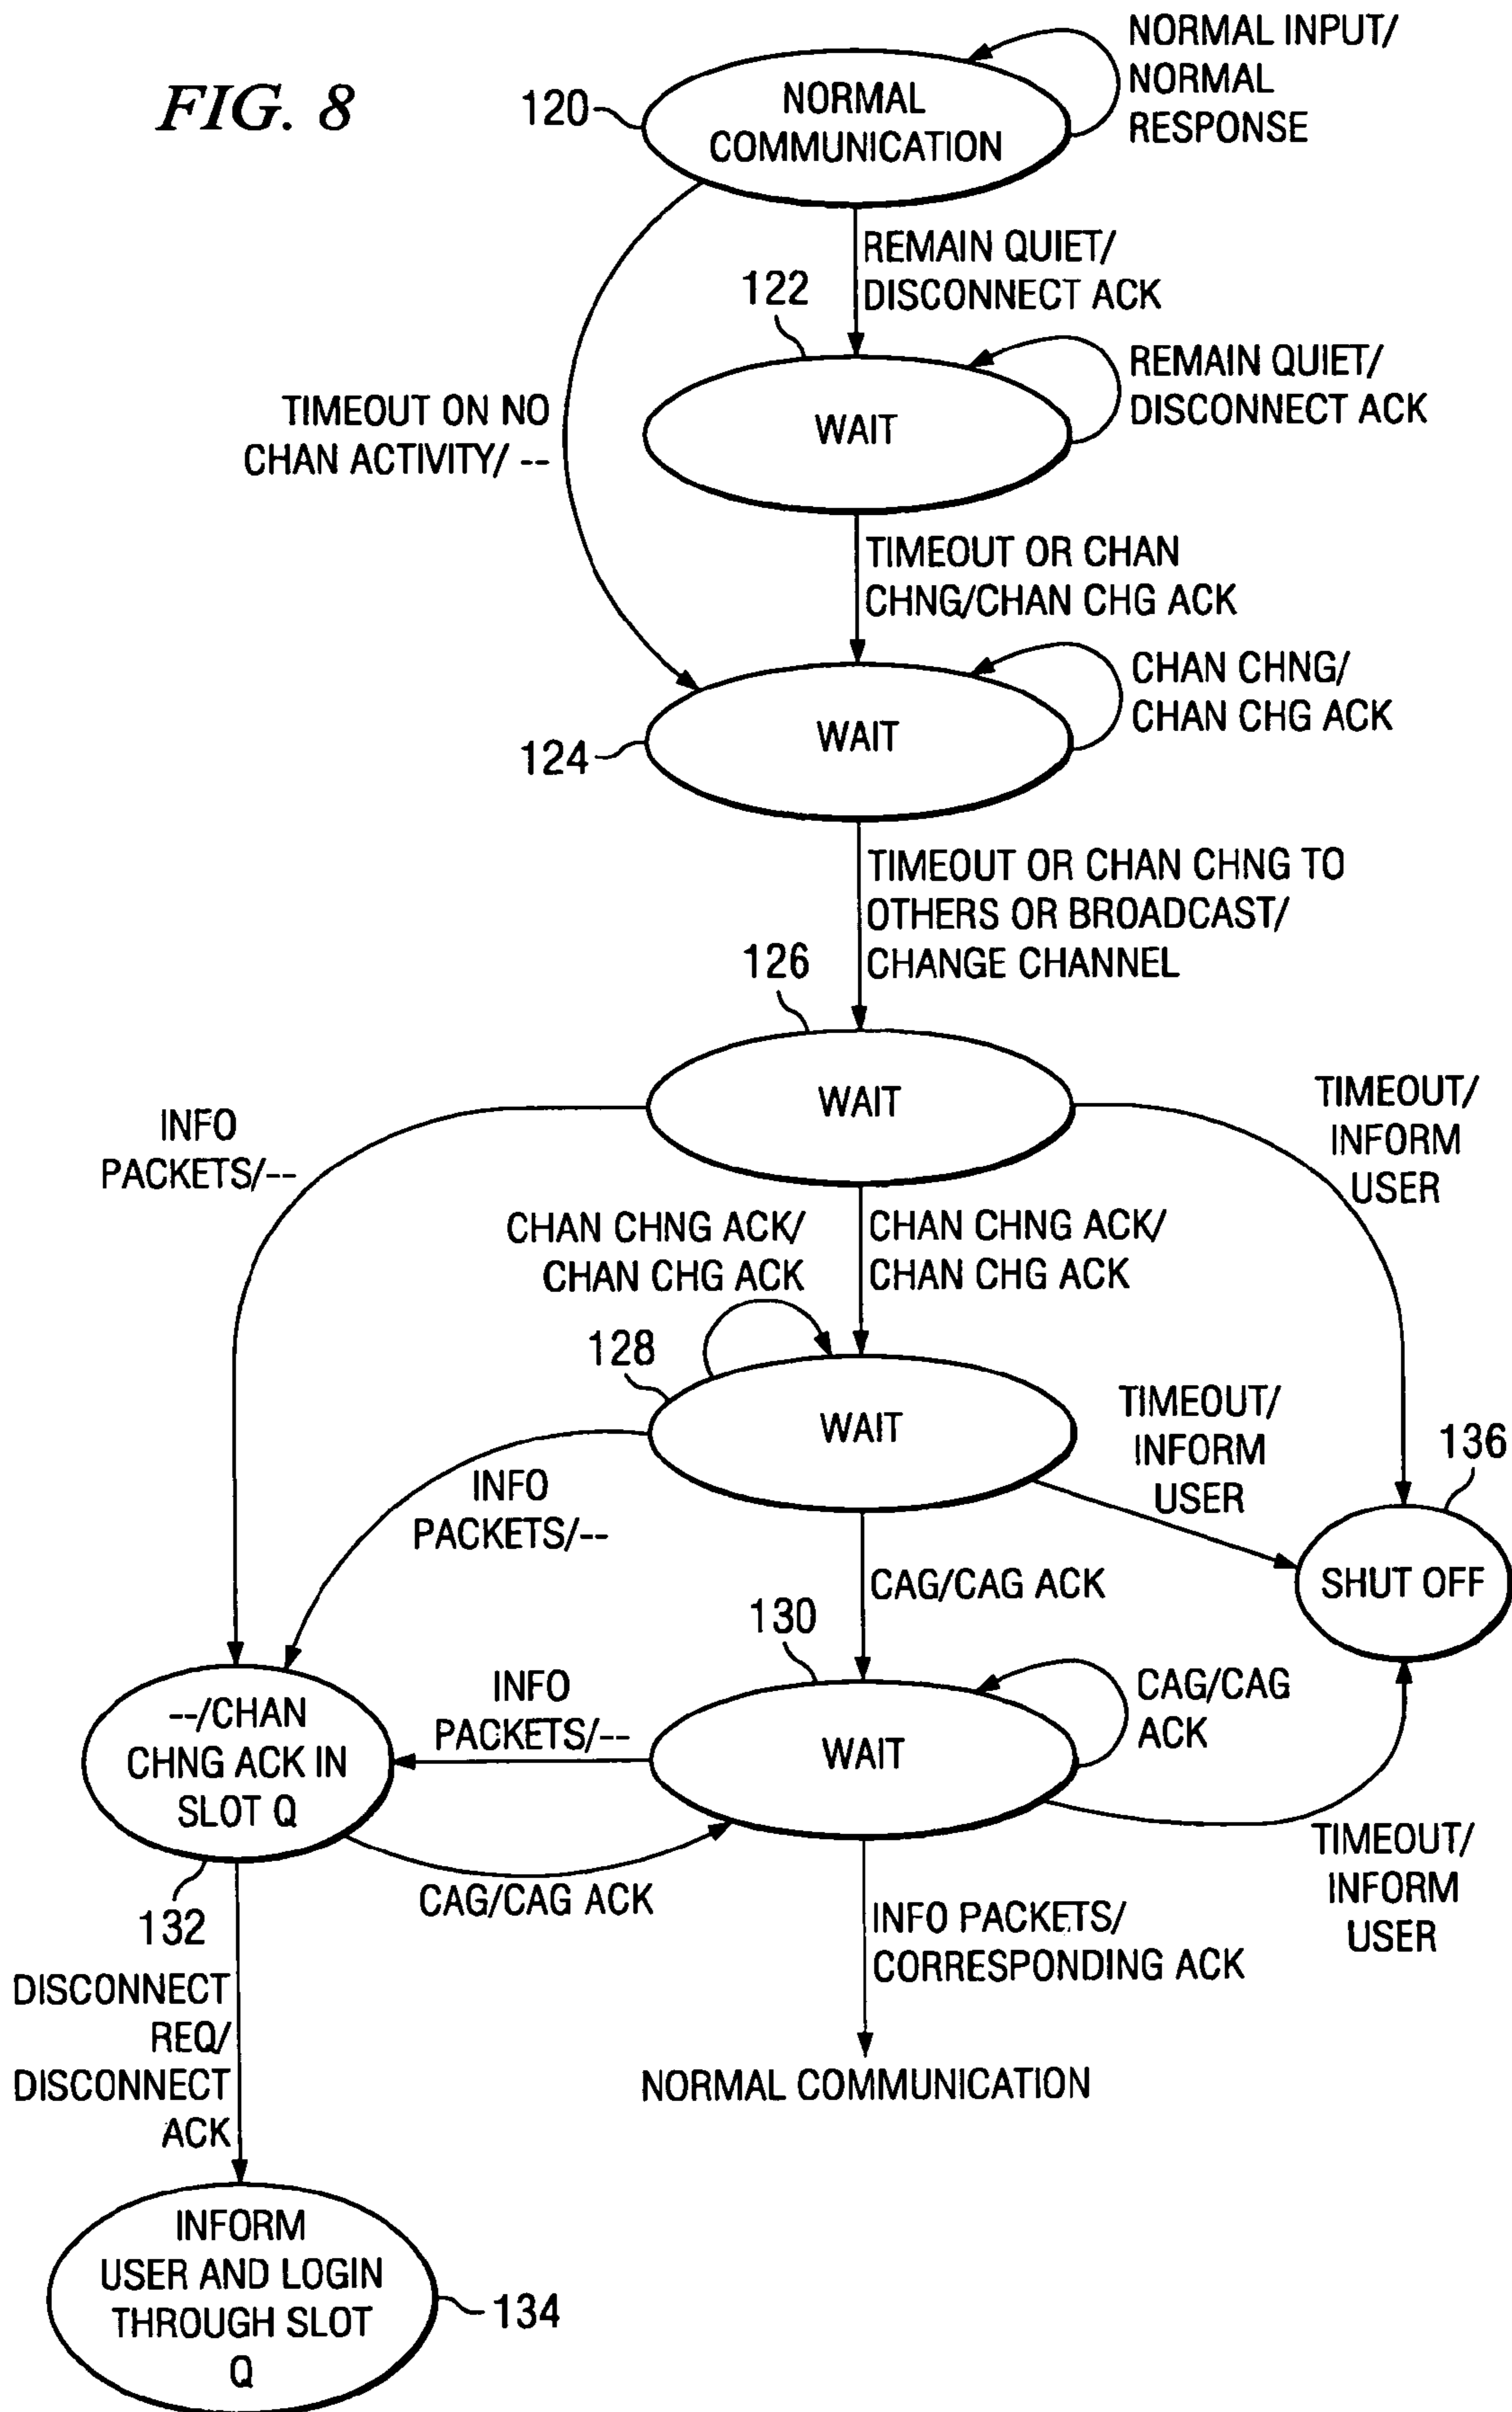 FIG. 8
120
NORMAL
COMMUNICATION
NORMAL INPUT/
NORMAL
RESPONSE
REMAIN QUIET/
DISCONNECT ACK
122
WAIT
REMAIN QUIET/
DISCONNECT ACK
TIMEOUT ON NO
CHAN ACTIVITY/ --
TIMEOUT OR CHAN
CHNG/CHAN CHG ACK
124
WAIT
CHAN CHNG/
CHAN CHG ACK
TIMEOUT OR CHAN CHNG TO
OTHERS OR BROADCAST/
CHANGE CHANNEL
126
WAIT
INFO
PACKETS/--
TIMEOUT/
INFORM
USER
CHAN CHNG ACK/
CHAN CHG ACK
CHAN CHNG ACK/
CHAN CHG ACK
128
WAIT
TIMEOUT/
INFORM
USER
136
SHUT OFF
INFO
PACKETS/--
CAG/CAG ACK
130
WAIT
CAG/CAG
ACK
INFO
PACKETS/--
--/CHAN
CHNG ACK IN
SLOT Q
132
CAG/CAG ACK
TIMEOUT/
INFORM
USER
INFO PACKETS/
CORRESPONDING ACK
DISCONNECT
REQ/
DISCONNECT
ACK
NORMAL COMMUNICATION
INFORM
USER AND LOGIN
THROUGH SLOT
Q
134